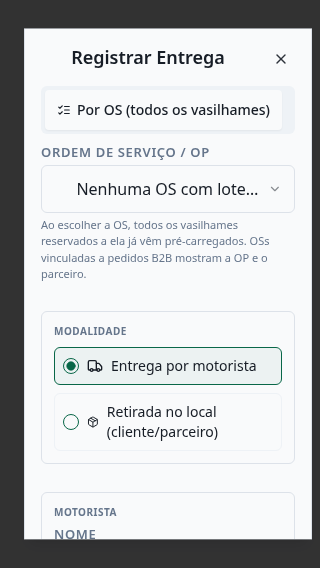 Registrar Entrega
Por OS (todos os vasilhames)
ORDEM DE SERVIÇO / OP
Nenhuma OS com lote...
Ao escolher a OS, todos os vasilhames
reservados a ela já vêm pré-carregados. OSs
vinculadas a pedidos B2B mostram a OP e o
parceiro.
MODALIDADE
Entrega por motorista
Retirada no local
(cliente/parceiro)
MOTORISTA
NOME